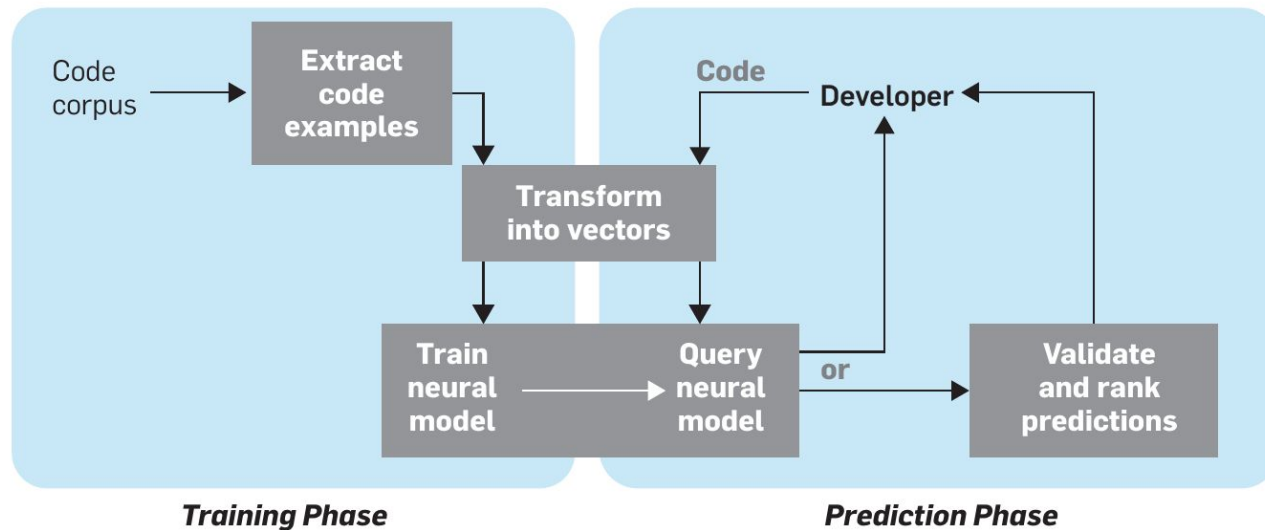 Code
corpus
Extract
code
examples
Code
Developer
Transform
into vectors
Train
neural
model
Query
neural
model
or
Validate
and rank
predictions
Training Phase
Prediction Phase